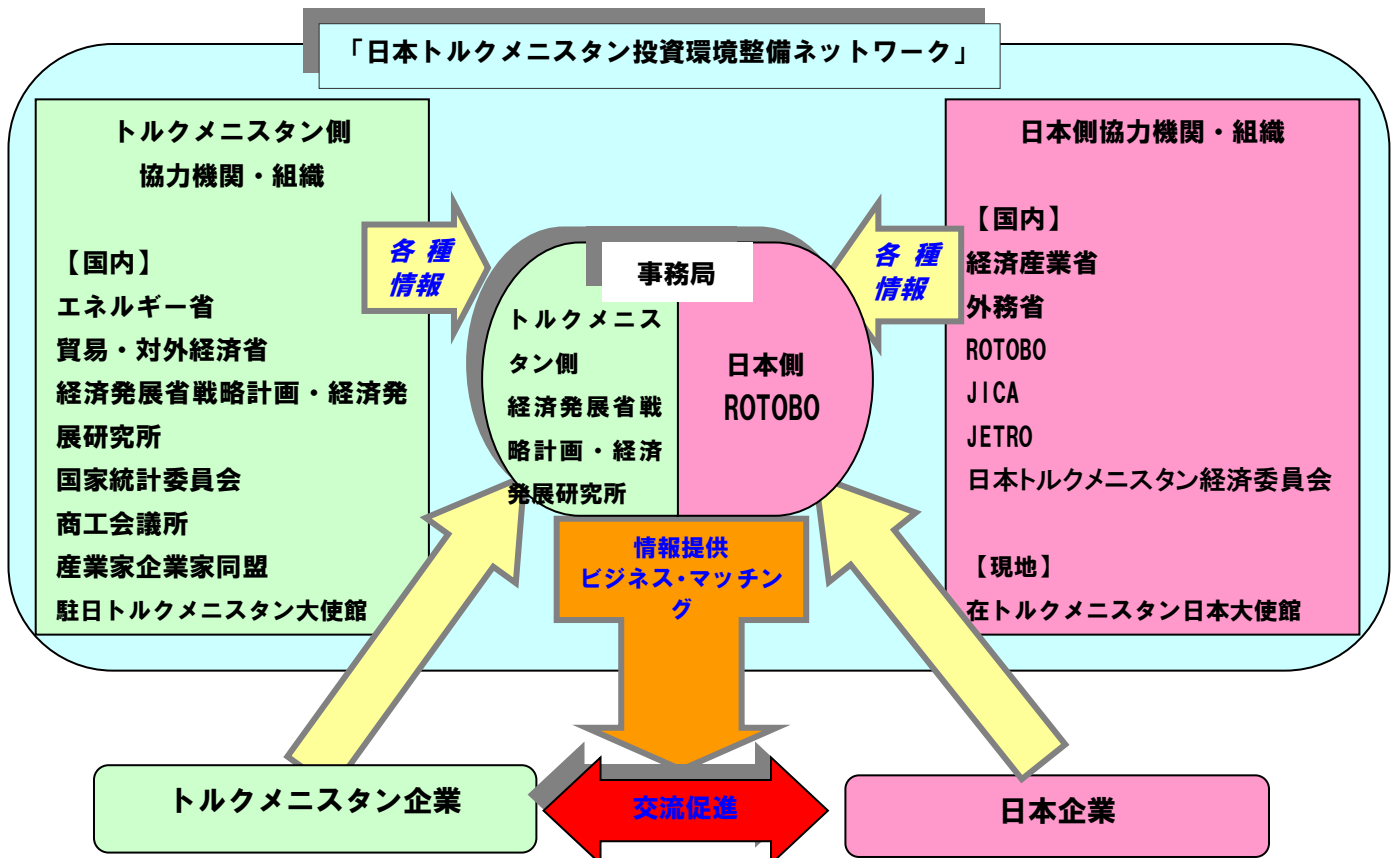 「日本トルクメニスタン投資環境整備ネットワーク」
トルクメニスタン側
協力機関・組織
【国内】
エネルギー省
貿易・対外経済省
経済発展省戦略計画・経済発
展研究所
国家統計委員会
商工会議所
産業家企業家同盟
駐日トルクメニスタン大使館
各 種
情報
事務局
トルクメニス
タン側
経済発展省戦
略計画・経済
発展研究所
日本側
ROTOBO
各 種
情報
日本側協力機関・組織
【国内】
経済産業省
外務省
ROTOBO
JICA
JETRO
日本トルクメニスタン経済委員会
【現地】
在トルクメニスタン日本大使館
情報提供
ビジネス・マッチン
グ
トルクメニスタン企業
交流促進
日本企業